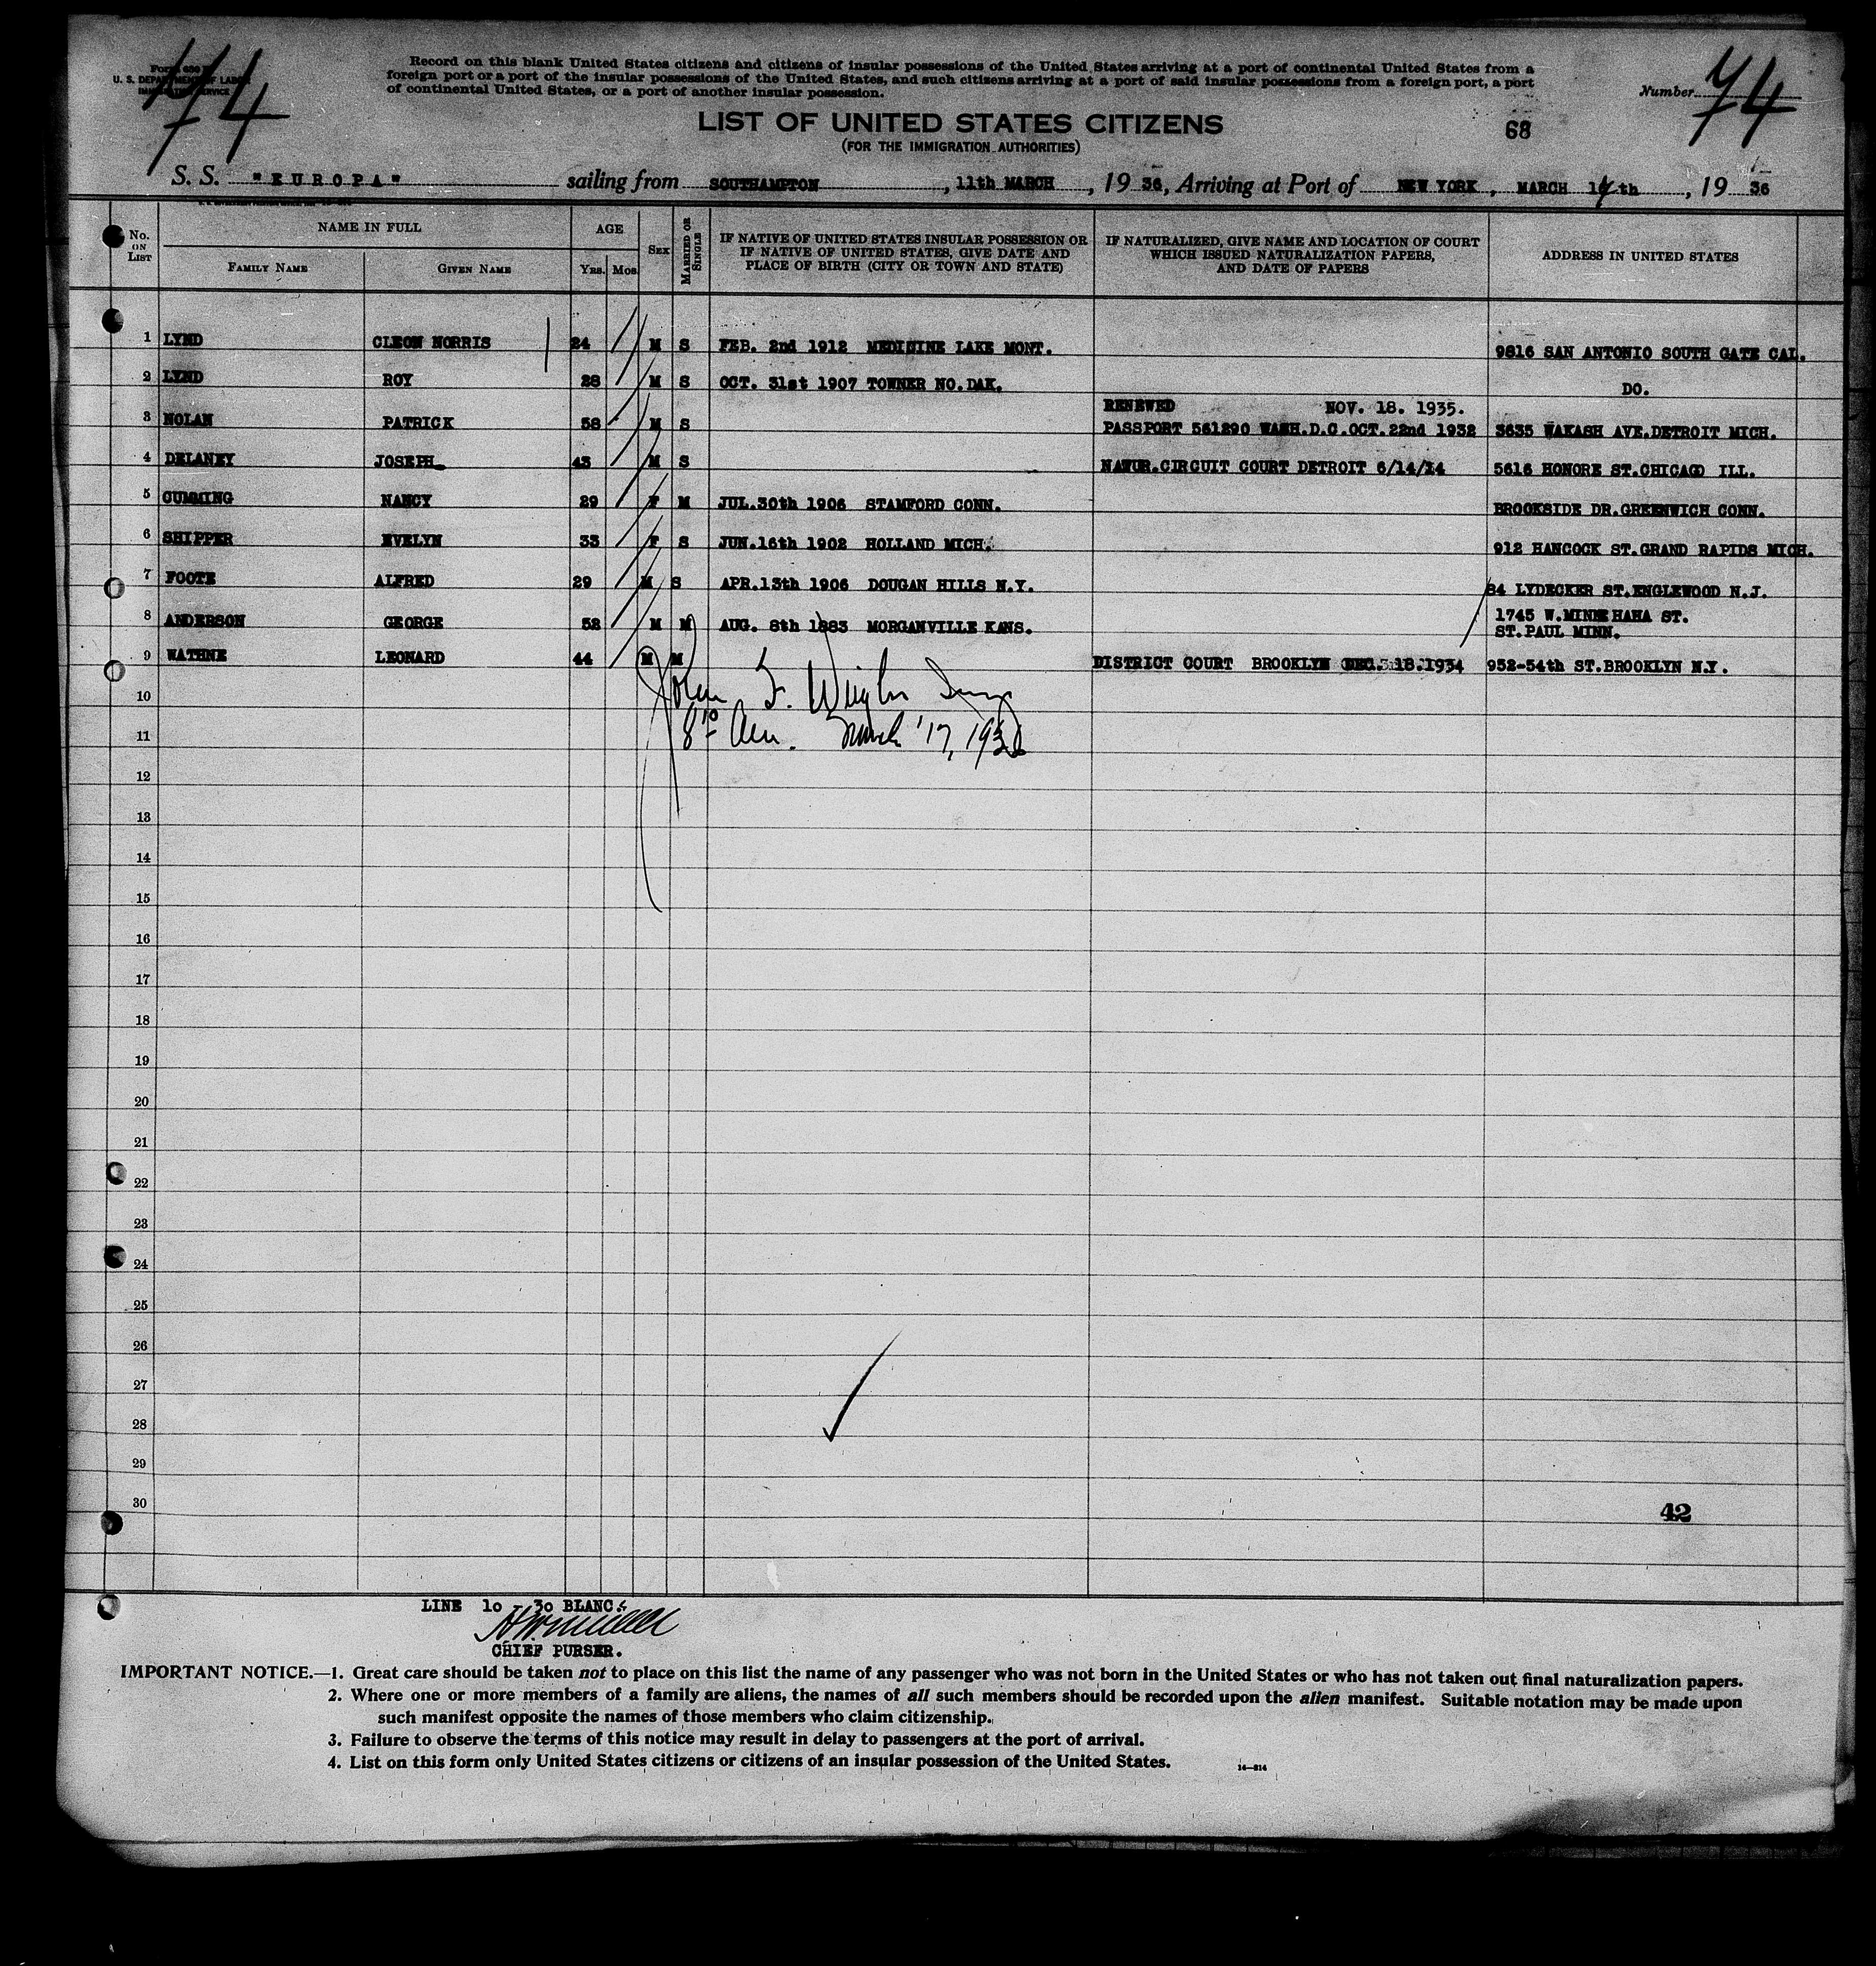 74
Form 630
U. S. DEPARTMENT OF LABOR
IMMIGRATION SERVICE
Record on this blank United States citizens and citizens of insular possessions of the United States arriving at a port of continental United States from a
foreign port or a port of the insular possessions of the United States, and such citizens arriving at a port of said insular possessions from a foreign port, a port
of continental United States, or a port of another insular possession.
Number 74
LIST OF UNITED STATES CITIZENS
68
(FOR THE IMMIGRATION AUTHORITIES)
S. S. "EUROPA" sailing from SOUTHAMPTON, 11th MARCH, 19 36, Arriving at Port of NEW YORK, MARCH 17th, 19 36
No. ON LIST NAME IN FULL FAMILY NAME GIVEN NAME AGE YRS. MOS. SEX MARRIED OR SINGLE IF NATIVE OF UNITED STATES INSULAR POSSESSION OR IF NATIVE OF UNITED STATES, GIVE DATE AND PLACE OF BIRTH (CITY OR TOWN AND STATE) IF NATURALIZED, GIVE NAME AND LOCATION OF COURT WHICH ISSUED NATURALIZATION PAPERS, AND DATE OF PAPERS ADDRESS IN UNITED STATES
1 LYND CLEON NORRIS 24 M S FEB. 2nd 1912 MEDICINE LAKE MONT. 9816 SAN ANTONIO SOUTH GATE CAL.
2 LYND ROY 28 M S OCT. 31st 1907 TOWNER NO.DAK. DO.
RENEWED NOV. 18. 1935.
3 NOLAN PATRICK 58 M S PASSPORT 561290 WASH.D.C.OCT.22nd 1932 3635 WAKASH AVE.DETROIT MICH.
4 DELANEY JOSEPH 43 M S NATUR.CIRCUIT COURT DETROIT 6/14/14 5616 HONORE ST.CHICAGO ILL.
5 CUMMING NANCY 29 F M JUL.30th 1906 STAMFORD CONN. BROOKSIDE DR.GREENWICH CONN.
6 SHIPPER EVELYN 33 F S JUN.16th 1902 HOLLAND MICH. 912 HANCOCK ST.GRAND RAPIDS MICH.
7 FOOTE ALFRED 29 M S APR.13th 1906 DOUGAN HILLS N.Y. 84 LYDECKER ST.ENGLEWOOD N.J.
8 ANDERSON GEORGE 52 M M AUG. 8th 1883 MORGANVILLE KANS. 1745 W.MINNEHAHA ST.
ST.PAUL MINN.
9 WATHNE LEONARD 44 M M DISTRICT COURT BROOKLYN DEC.18.1934 952-54th ST.BROOKLYN N.Y.
10 John F.
11 March 17, 1936
12
13
14
15
16
17
18
19
20
21
22
23
24
25
26
27
28
29
30
42
LINE 10 - 30 BLANC.
CHIEF PURSER.
IMPORTANT NOTICE.—1. Great care should be taken not to place on this list the name of any passenger who was not born in the United States or who has not taken out final naturalization papers.
2. Where one or more members of a family are aliens, the names of all such members should be recorded upon the alien manifest. Suitable notation may be made upon
such manifest opposite the names of those members who claim citizenship.
3. Failure to observe the terms of this notice may result in delay to passengers at the port of arrival.
4. List on this form only United States citizens or citizens of an insular possession of the United States.
14—814